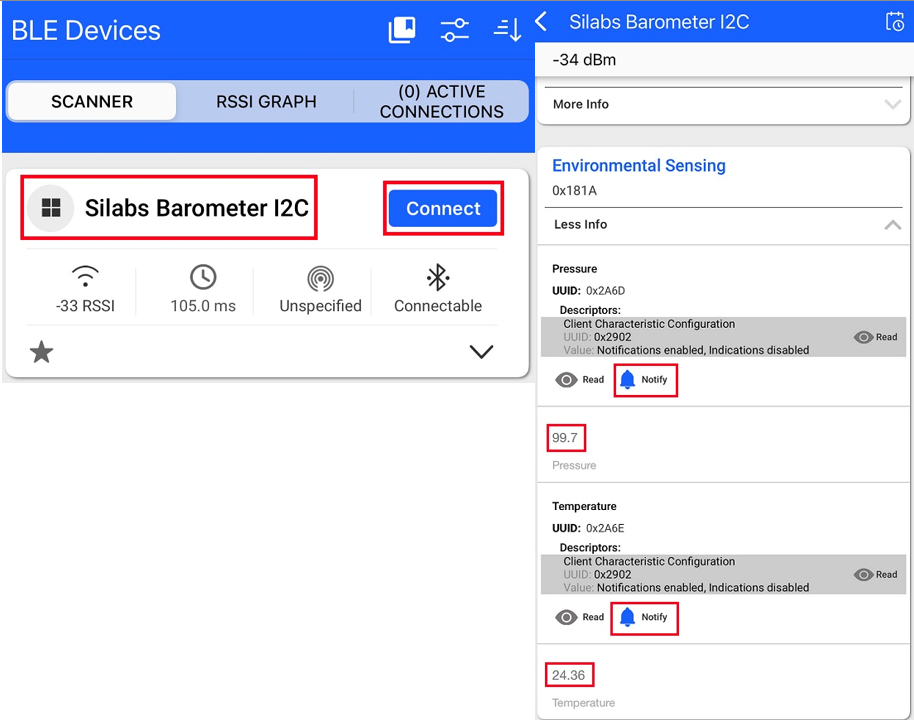 BLE Devices
SCANNER
RSSI GRAPH
(0) ACTIVE
CONNECTIONS
Silabs Barometer I2C
Connect
-33 RSSI
105.0 ms
Unspecified
Connectable
Silabs Barometer I2C
-34 dBm
More Info
Environmental Sensing
0x181A
Less Info
Pressure
UUID: 0x2A6D
Descriptors:
Client Characteristic Configuration
UUID: 0x2902
Read
Value: Notifications enabled, Indications disabled
Read
Notify
99.7
Pressure
Temperature
UUID: 0x2A6E
Descriptors:
Client Characteristic Configuration
UUID: 0x2902
Read
Value: Notifications enabled, Indications disabled
Read
Notify
24.36
Temperature